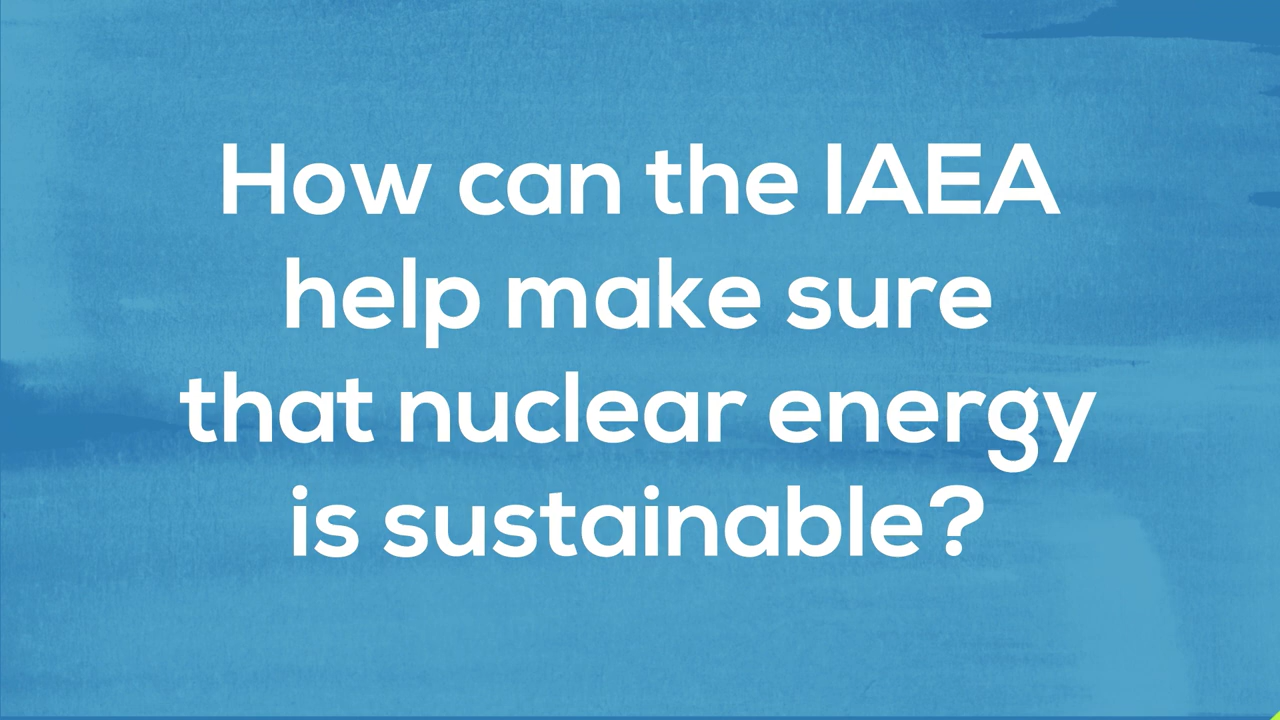 How can the IAEA
help make sure
that nuclear energy
is sustainable?